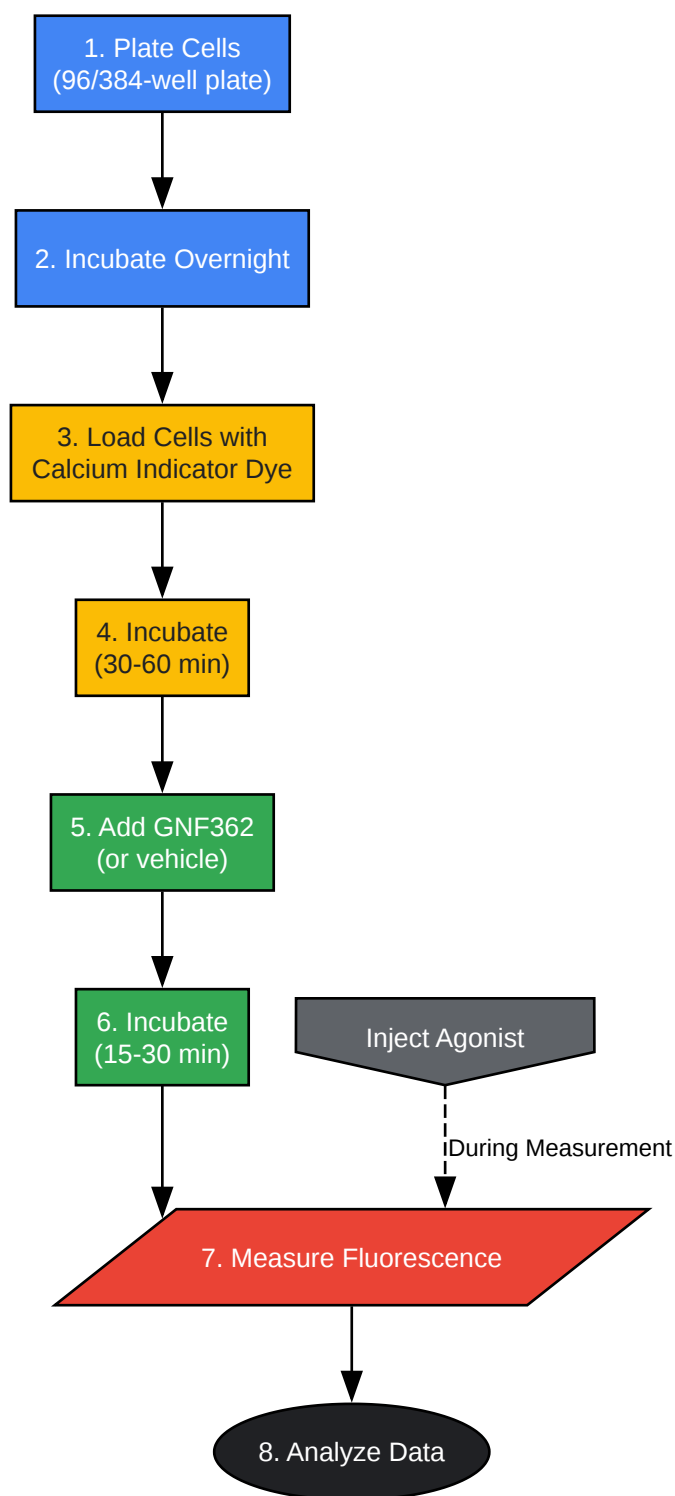 1. Plate Cells
(96/384-well plate)
2. Incubate Overnight
3. Load Cells with
Calcium Indicator Dye
4. Incubate
(30-60 min)
5. Add GNF362
(or vehicle)
6. Incubate
(15-30 min)
Inject Agonist
During Measurement
7. Measure Fluorescence
8. Analyze Data